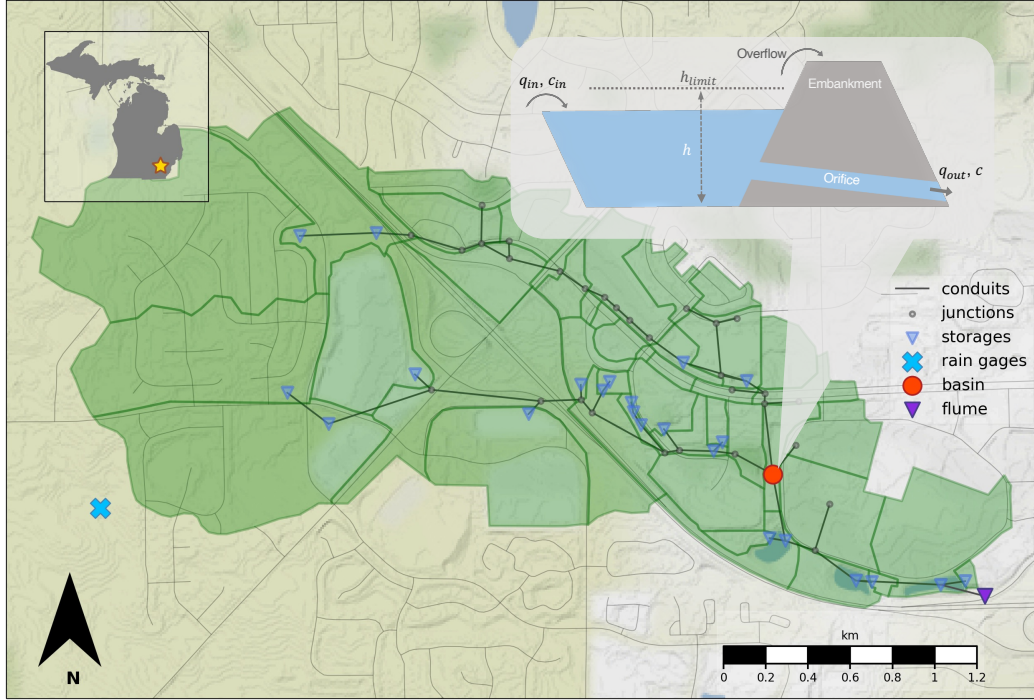 Overflow
q_in, c_in
h_limit
Embankment
h
Orifice
q_out, c
conduits
junctions
storages
rain gages
basin
flume
N
km
0 0.2 0.4 0.6 0.8 1 1.2